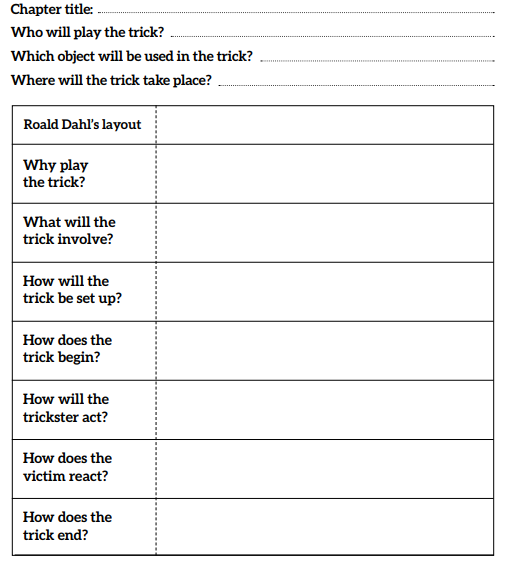 Chapter title:
Who will play the trick?
Which object will be used in the trick?
Where will the trick take place?
Roald Dahl's layout
Why play
the trick?
What will the
trick involve?
How will the
trick be set up?
How does the
trick begin?
How will the
trickster act?
How does the
victim react?
How does the
trick end?